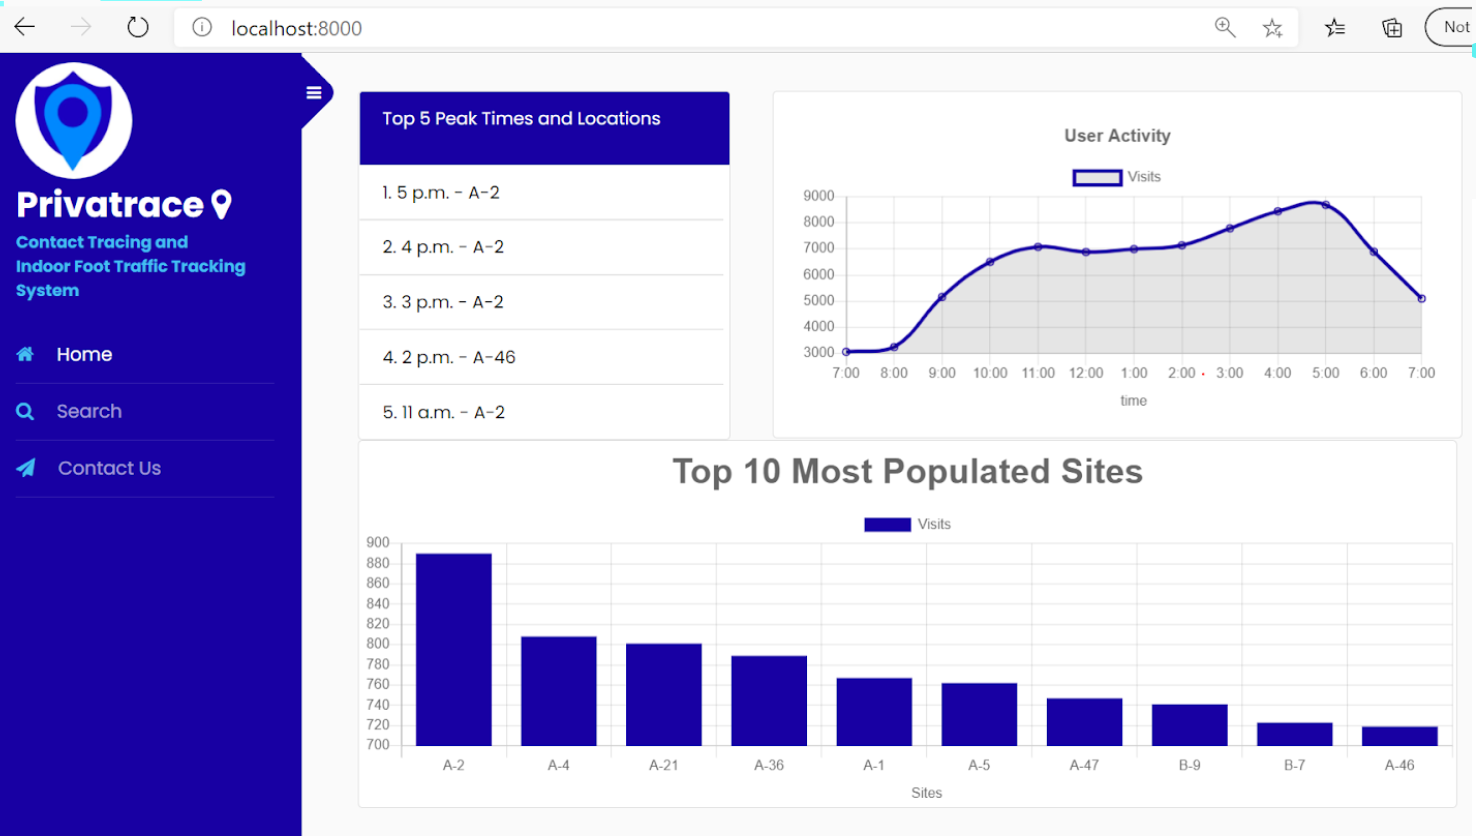 localhost:8000
Not
Privatrace
Contact Tracing and
Indoor Foot Traffic Tracking
System
Home
Search
Contact Us
Top 5 Peak Times and Locations
1. 5 p.m. - A-2
2. 4 p.m. - A-2
3. 3 p.m. - A-2
4. 2 p.m. - A-46
5. 11 a.m. - A-2
User Activity
Visits
9000
8000
7000
6000
5000
4000
3000
7:00 8:00 9:00 10:00 11:00 12:00 1:00 2:00 3:00 4:00 5:00 6:00 7:00
time
Top 10 Most Populated Sites
Visits
900
880
860
840
820
800
780
760
740
720
700
A-2 A-4 A-21 A-36 A-1 A-5 A-47 B-9 B-7 A-46
Sites